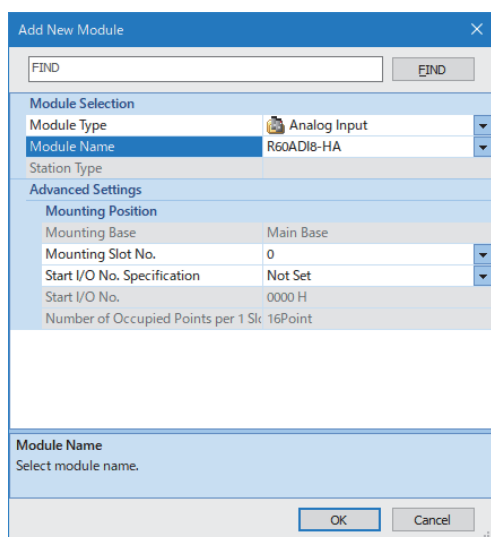 Add New Module
FIND
FIND
Module Selection
Module Type Analog Input
Module Name R60ADI8-HA
Station Type
Advanced Settings
Mounting Position
Mounting Base Main Base
Mounting Slot No. 0
Start I/O No. Specification Not Set
Start I/O No. 0000 H
Number of Occupied Points per 1 Slc 16Point
Module Name
Select module name.
OK Cancel